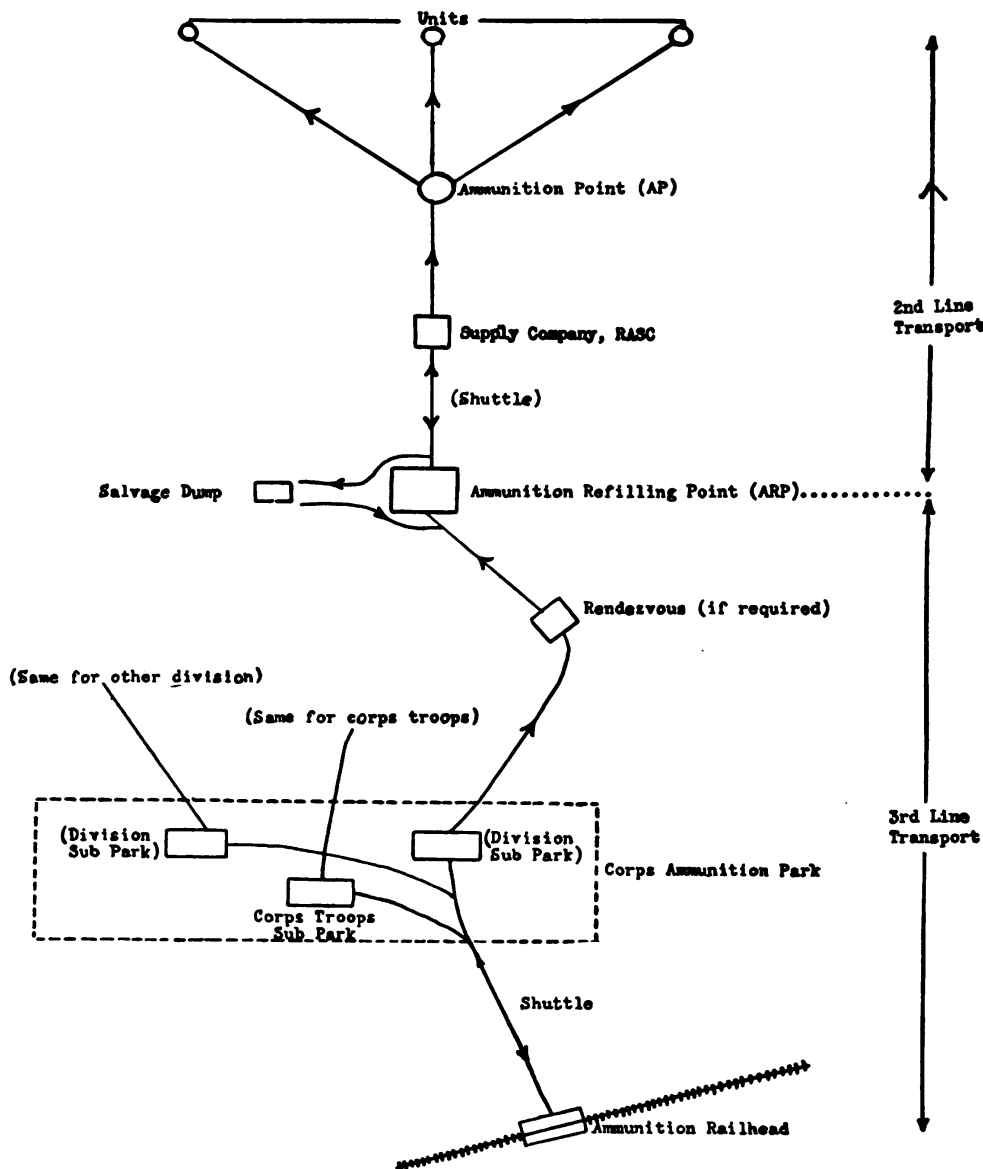 Units
Ammunition Point (AP)
2nd Line
Transport
Supply Company, RASC
(Shuttle)
Salvage Dump
Ammunition Refilling Point (ARP)
Rendezvous (if required)
(Same for other division)
(Same for corps troops)
3rd Line
Transport
(Division
Sub Park)
(Division
Sub Park)
Corps Ammunition Park
Corps Troops
Sub Park
Shuttle
Ammunition Railhead